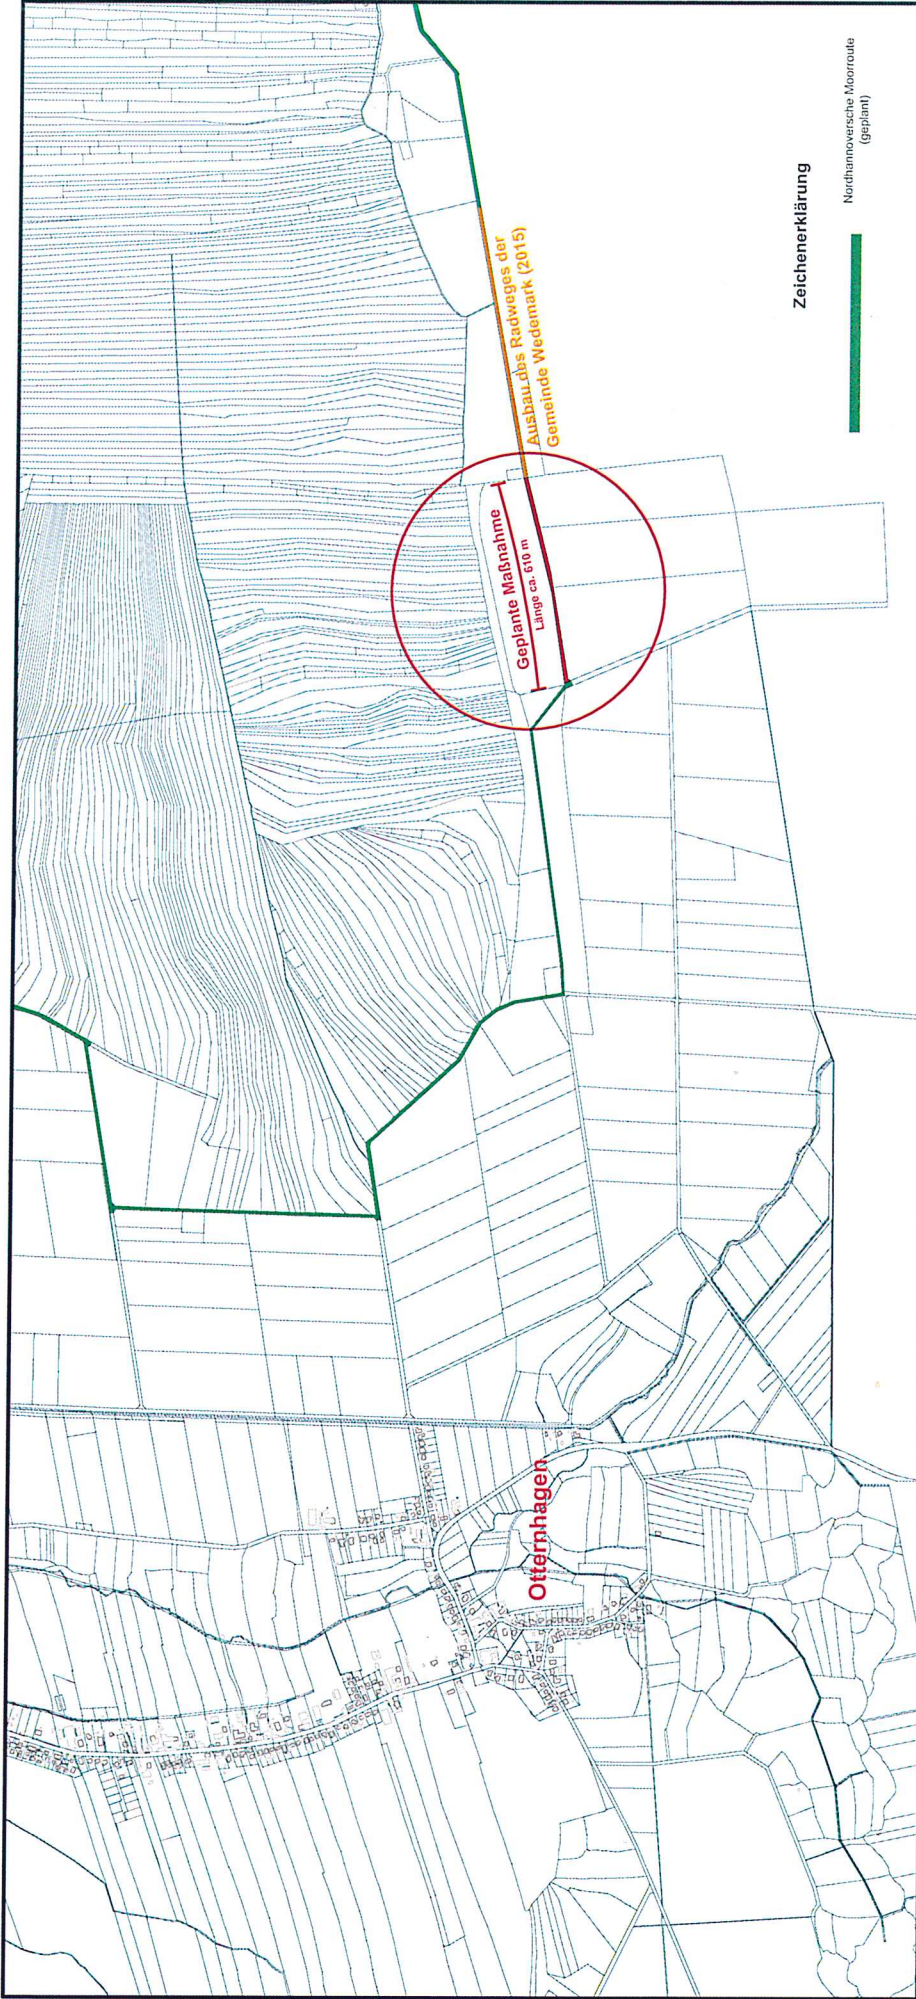 Otternhagen
Geplante Maßnahme
Länge ca. 610 m
Ausbau des Radweges der
Gemeinde Wedemark (2015)
Zeichenerklärung
Nordhannoversche Moorroute
(geplant)